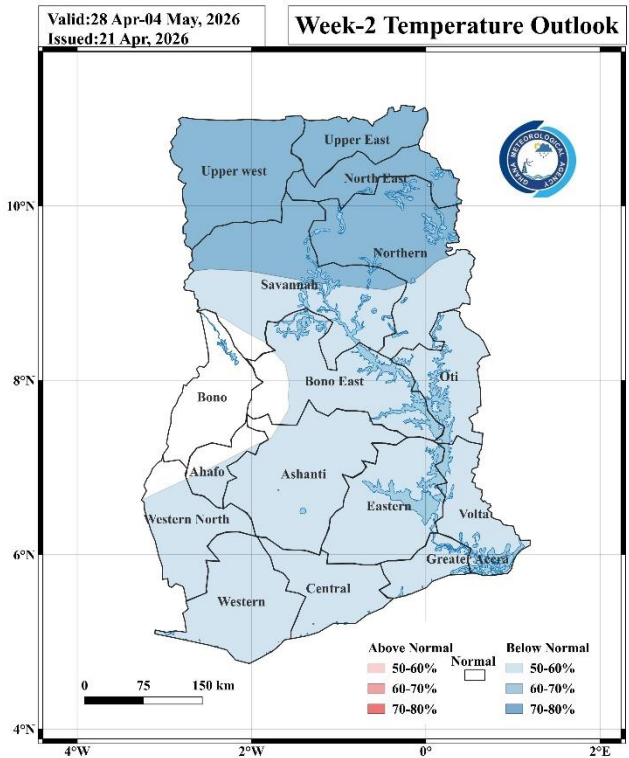 Valid:28 Apr-04 May, 2026
Issued:21 Apr, 2026
Week-2 Temperature Outlook
Upper East
Upper west
North East
GHANA METEOROLOGICAL AGENCY
10°N
Northern
Savannah
8°N
Bono
Bono East
Oti
Ahafo
Ashanti
Western North
Eastern
Volta
6°N
Greater Accra
Western
Central
Above Normal
Normal
Below Normal
50-60%
50-60%
60-70%
60-70%
70-80%
70-80%
0 75 150 km
4°N
4°W 2°W 0° 2°E